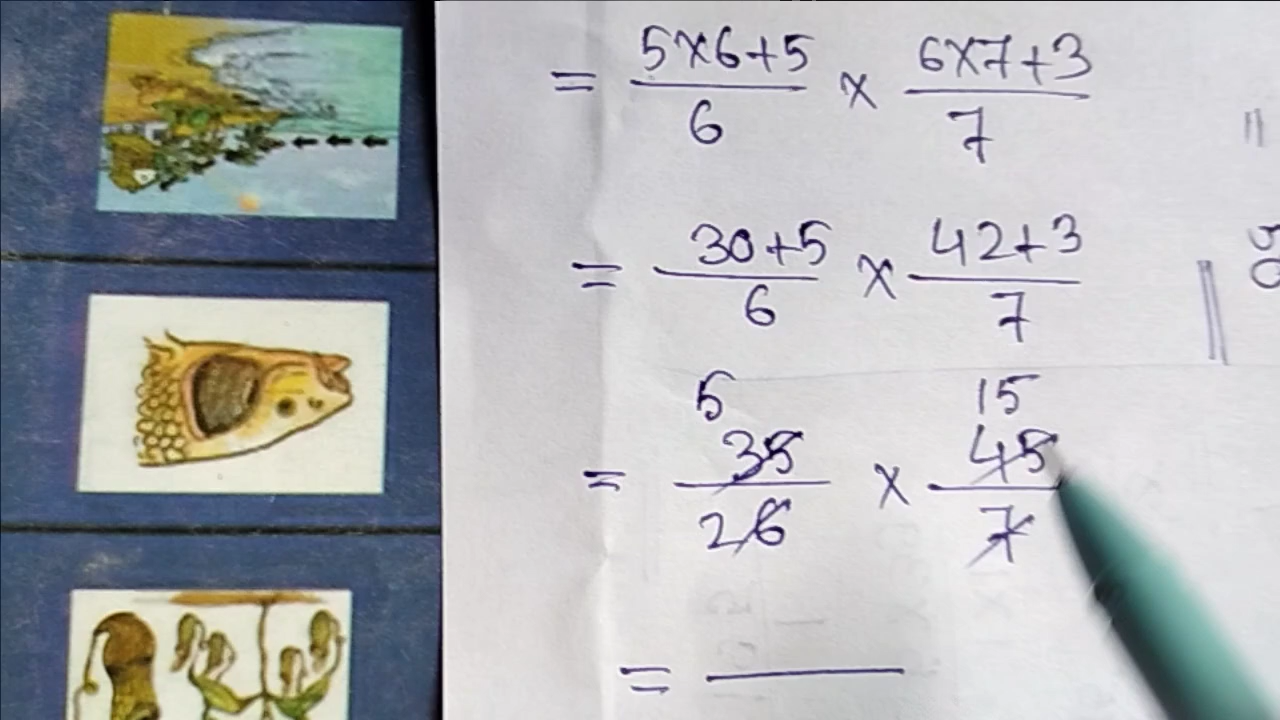 = 5×6+5/6 × 6×7+3/7
= 30+5/6 × 42+3/7
5 15
= 35/26 × 45/7
=